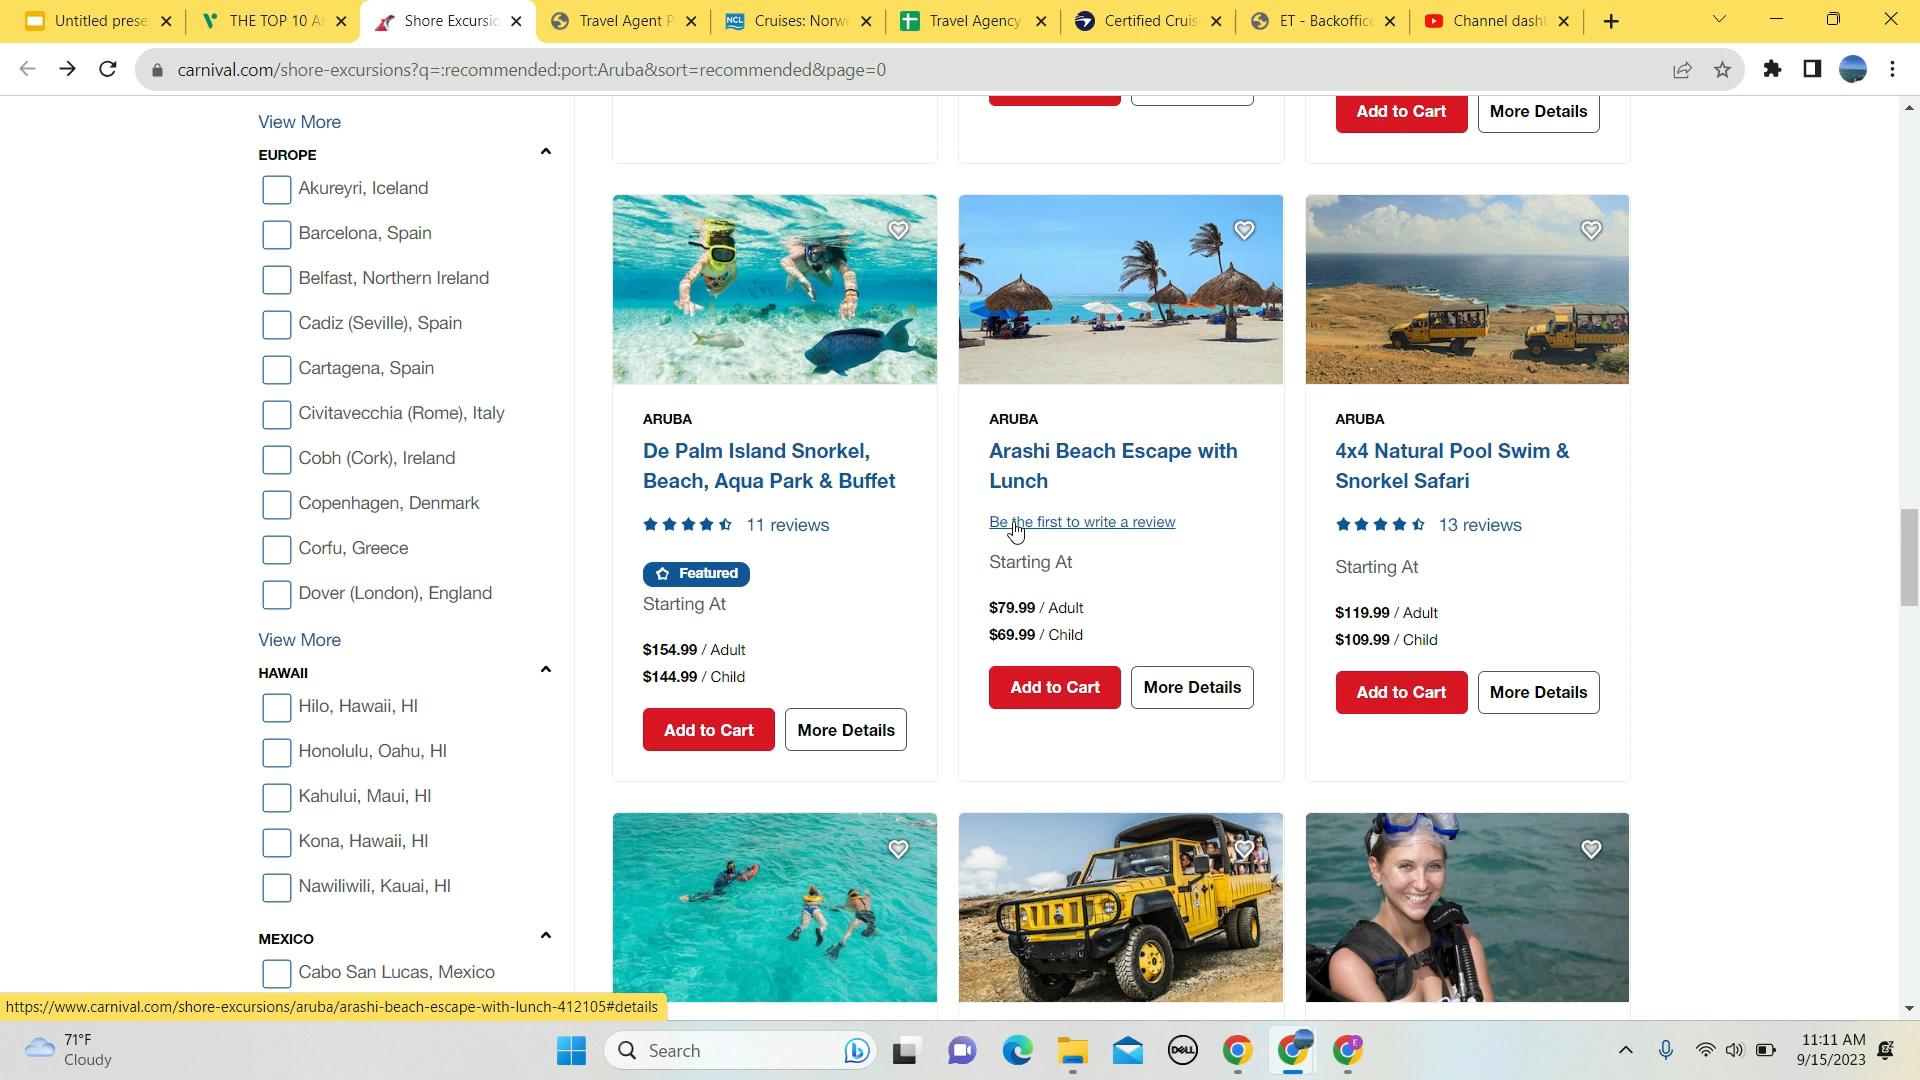 Untitled prese
THE TOP 10 A
Shore Excursio
Travel Agent P
NCL
Cruises: Norwe
Travel Agency
Certified Cruis
ET - Backoffice
Channel dashb
carnival.com/shore-excursions?q=:recommended:port:Aruba&sort=recommended&page=0
View More
EUROPE
Akureyri, Iceland
Barcelona, Spain
Belfast, Northern Ireland
Cadiz (Seville), Spain
Cartagena, Spain
Civitavecchia (Rome), Italy
Cobh (Cork), Ireland
Copenhagen, Denmark
Corfu, Greece
Dover (London), England
View More
HAWAII
Hilo, Hawaii, HI
Honolulu, Oahu, HI
Kahului, Maui, HI
Kona, Hawaii, HI
Nawiliwili, Kauai, HI
MEXICO
Cabo San Lucas, Mexico
Add to Cart
More Details
ARUBA
De Palm Island Snorkel,
Beach, Aqua Park & Buffet
11 reviews
Featured
Starting At
$154.99 / Adult
$144.99 / Child
Add to Cart
More Details
ARUBA
Arashi Beach Escape with
Lunch
Be the first to write a review
Starting At
$79.99 / Adult
$69.99 / Child
Add to Cart
More Details
ARUBA
4x4 Natural Pool Swim &
Snorkel Safari
13 reviews
Starting At
$119.99 / Adult
$109.99 / Child
Add to Cart
More Details
https://www.carnival.com/shore-excursions/aruba/arashi-beach-escape-with-lunch-412105#details
71°F
Cloudy
Search
DELL
11:11 AM
9/15/2023